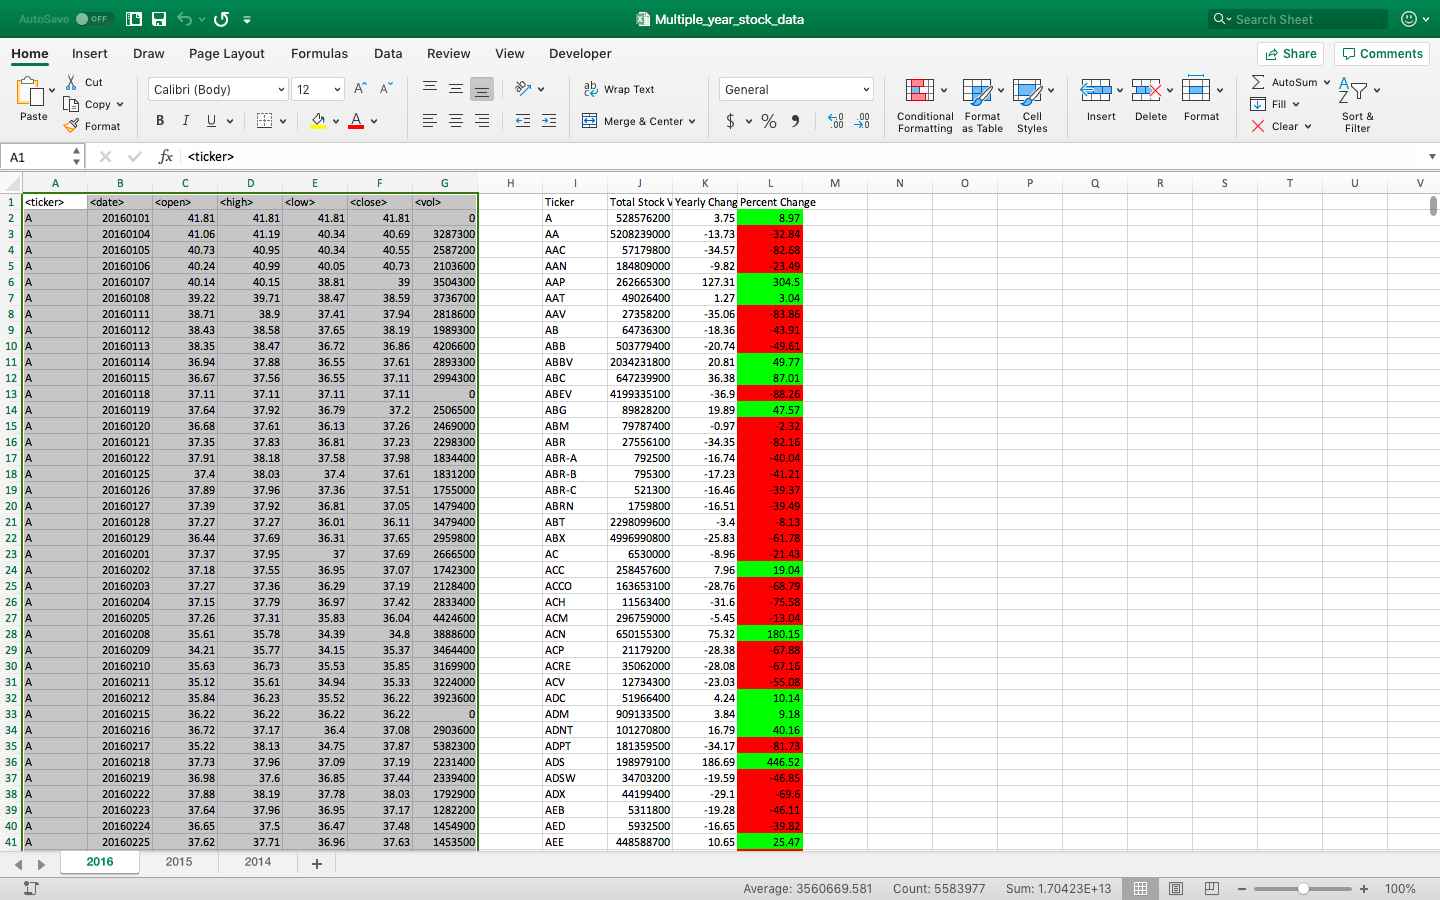 AutoSave OFF Multiple_year_stock_data Search Sheet
Home Insert Draw Page Layout Formulas Data Review View Developer Share Comments
Paste Cut Copy Format
Calibri (Body) 12
B I U A A A
ab Wrap Text
Merge & Center
General
$ % 9
Conditional Formatting Format as Table Cell Styles
Insert Delete Format
AutoSum Fill Clear
Sort & Filter
A1 fx <ticker>
A B C D E F G H I J K L M N O P Q R S T U V
1 <ticker> <date> <open> <high> <low> <close> <vol> Ticker Total Stock V Yearly Chang Percent Change
2 A 20160101 41.81 41.81 41.81 41.81 0 A 528576200 3.75 8.97
3 A 20160104 41.06 41.19 40.34 40.69 3287300 AA 5208239000 -13.73 -32.84
4 A 20160105 40.73 40.95 40.34 40.55 2587200 AAC 57179800 -34.57 -82.68
5 A 20160106 40.24 40.99 40.05 40.73 2103600 AAN 184809000 -9.82 -23.49
6 A 20160107 40.14 40.15 38.81 39 3504300 AAP 262665300 127.31 304.5
7 A 20160108 39.22 39.71 38.47 38.59 3736700 AAT 49026400 1.27 3.04
8 A 20160111 38.71 38.9 37.41 37.94 2818600 AAV 27358200 -35.06 -83.86
9 A 20160112 38.43 38.58 37.65 38.19 1989300 AB 64736300 -18.36 -43.91
10 A 20160113 38.35 38.47 36.72 36.86 4206600 ABB 503779400 -20.74 -49.61
11 A 20160114 36.94 37.88 36.55 37.61 2893300 ABBV 2034231800 20.81 49.77
12 A 20160115 36.67 37.56 36.55 37.11 2994300 ABC 647239900 36.38 87.01
13 A 20160118 37.11 37.11 37.11 37.11 0 ABEV 4199335100 -36.9 -88.26
14 A 20160119 37.64 37.92 36.79 37.2 2506500 ABG 89828200 19.89 47.57
15 A 20160120 36.68 37.61 36.13 37.26 2469000 ABM 79787400 -0.97 -2.32
16 A 20160121 37.35 37.83 36.81 37.23 2298300 ABR 27556100 -34.35 -82.16
17 A 20160122 37.91 38.18 37.58 37.98 1834400 ABR-A 792500 -16.74 -40.04
18 A 20160125 37.4 38.03 37.4 37.61 1831200 ABR-B 795300 -17.23 -41.21
19 A 20160126 37.89 37.96 37.36 37.51 1755000 ABR-C 521300 -16.46 -39.37
20 A 20160127 37.39 37.92 36.81 37.05 1479400 ABRN 1759800 -16.51 -39.49
21 A 20160128 37.27 37.27 36.01 36.11 3479400 ABT 2298099600 -3.4 -8.13
22 A 20160129 36.44 37.69 36.31 37.65 2959800 ABX 4996990800 -25.83 -61.78
23 A 20160201 37.37 37.95 37 37.69 2666500 AC 6530000 -8.96 -21.43
24 A 20160202 37.18 37.55 36.95 37.07 1742300 ACC 258457600 7.96 19.04
25 A 20160203 37.27 37.36 36.29 37.19 2128400 ACCO 163653100 -28.76 -68.79
26 A 20160204 37.15 37.79 36.97 37.42 2833400 ACH 11563400 -31.6 -75.58
27 A 20160205 37.26 37.31 35.83 36.04 4424600 ACM 296759000 -5.45 -13.04
28 A 20160208 35.61 35.78 34.39 34.8 3888600 ACN 650155300 75.32 180.15
29 A 20160209 34.21 35.77 34.15 35.37 3464400 ACP 21179200 -28.38 -67.88
30 A 20160210 35.63 36.73 35.53 35.85 3169900 ACRE 35062000 -28.08 -67.16
31 A 20160211 35.12 35.61 34.94 35.33 3224000 ACV 12734300 -23.03 -55.08
32 A 20160212 35.84 36.23 35.52 36.22 3923600 ADC 51966400 4.24 10.14
33 A 20160215 36.22 36.22 36.22 36.22 0 ADM 909133500 3.84 9.18
34 A 20160216 36.72 37.17 36.4 37.08 2903600 ADNT 101270800 16.79 40.16
35 A 20160217 35.22 38.13 34.75 37.87 5382300 ADPT 181359500 -34.17 -81.73
36 A 20160218 37.73 37.96 37.09 37.19 2231400 ADS 198979100 186.69 446.52
37 A 20160219 36.98 37.6 36.85 37.44 2339400 ADSW 34703200 -19.59 -46.85
38 A 20160222 37.88 38.19 37.78 38.03 1792900 ADX 44199400 -29.1 -69.6
39 A 20160223 37.64 37.96 36.95 37.17 1282200 AEB 5311800 -19.28 -46.11
40 A 20160224 36.65 37.5 36.47 37.48 1454900 AED 5932500 -16.65 -39.82
41 A 20160225 37.62 37.71 36.96 37.63 1453500 AEE 448588700 10.65 25.47
2016 2015 2014 +
Average: 3560669.581 Count: 5583977 Sum: 1.70423E+13 100%